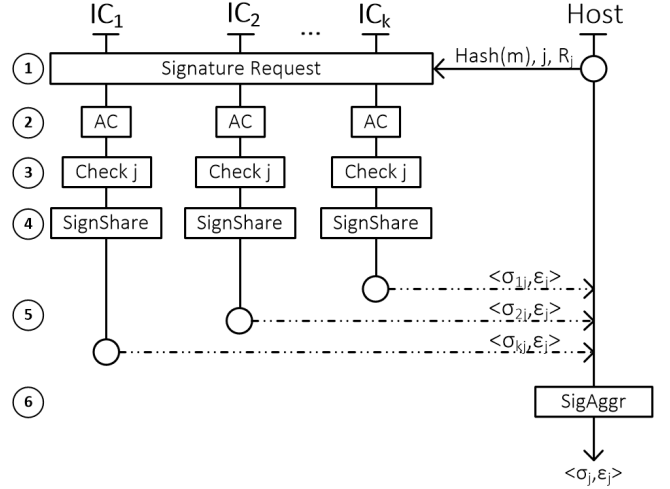 IC1 IC2 ... ICk Host
1 Signature Request Hash(m), j, Rj
2 AC AC AC
3 Check j Check j Check j
4 SignShare SignShare SignShare
<σ1j,εj>
5 <σ2j,εj>
<σkj,εj>
6 SigAggr
<σj,εj>